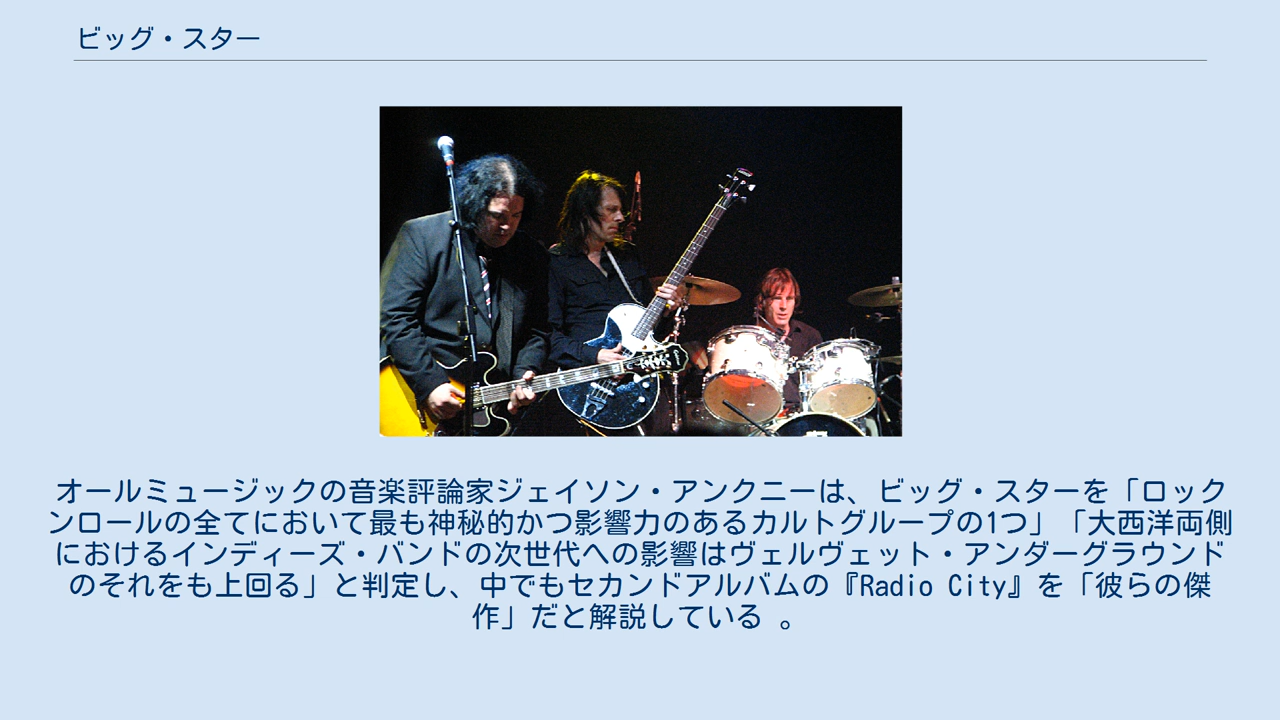 ビッグ・スター
オールミュージックの音楽評論家ジェイソン・アンクニーは、ビッグ・スターを「ロック
ンロールの全てにおいて最も神秘的かつ影響力のあるカルトグループの1つ」「大西洋両側
におけるインディーズ・バンドの次世代への影響はヴェルヴェット・アンダーグラウンド
のそれをも上回る」と判定し、中でもセカンドアルバムの『Radio City』を「彼らの傑
作」だと解説している 。